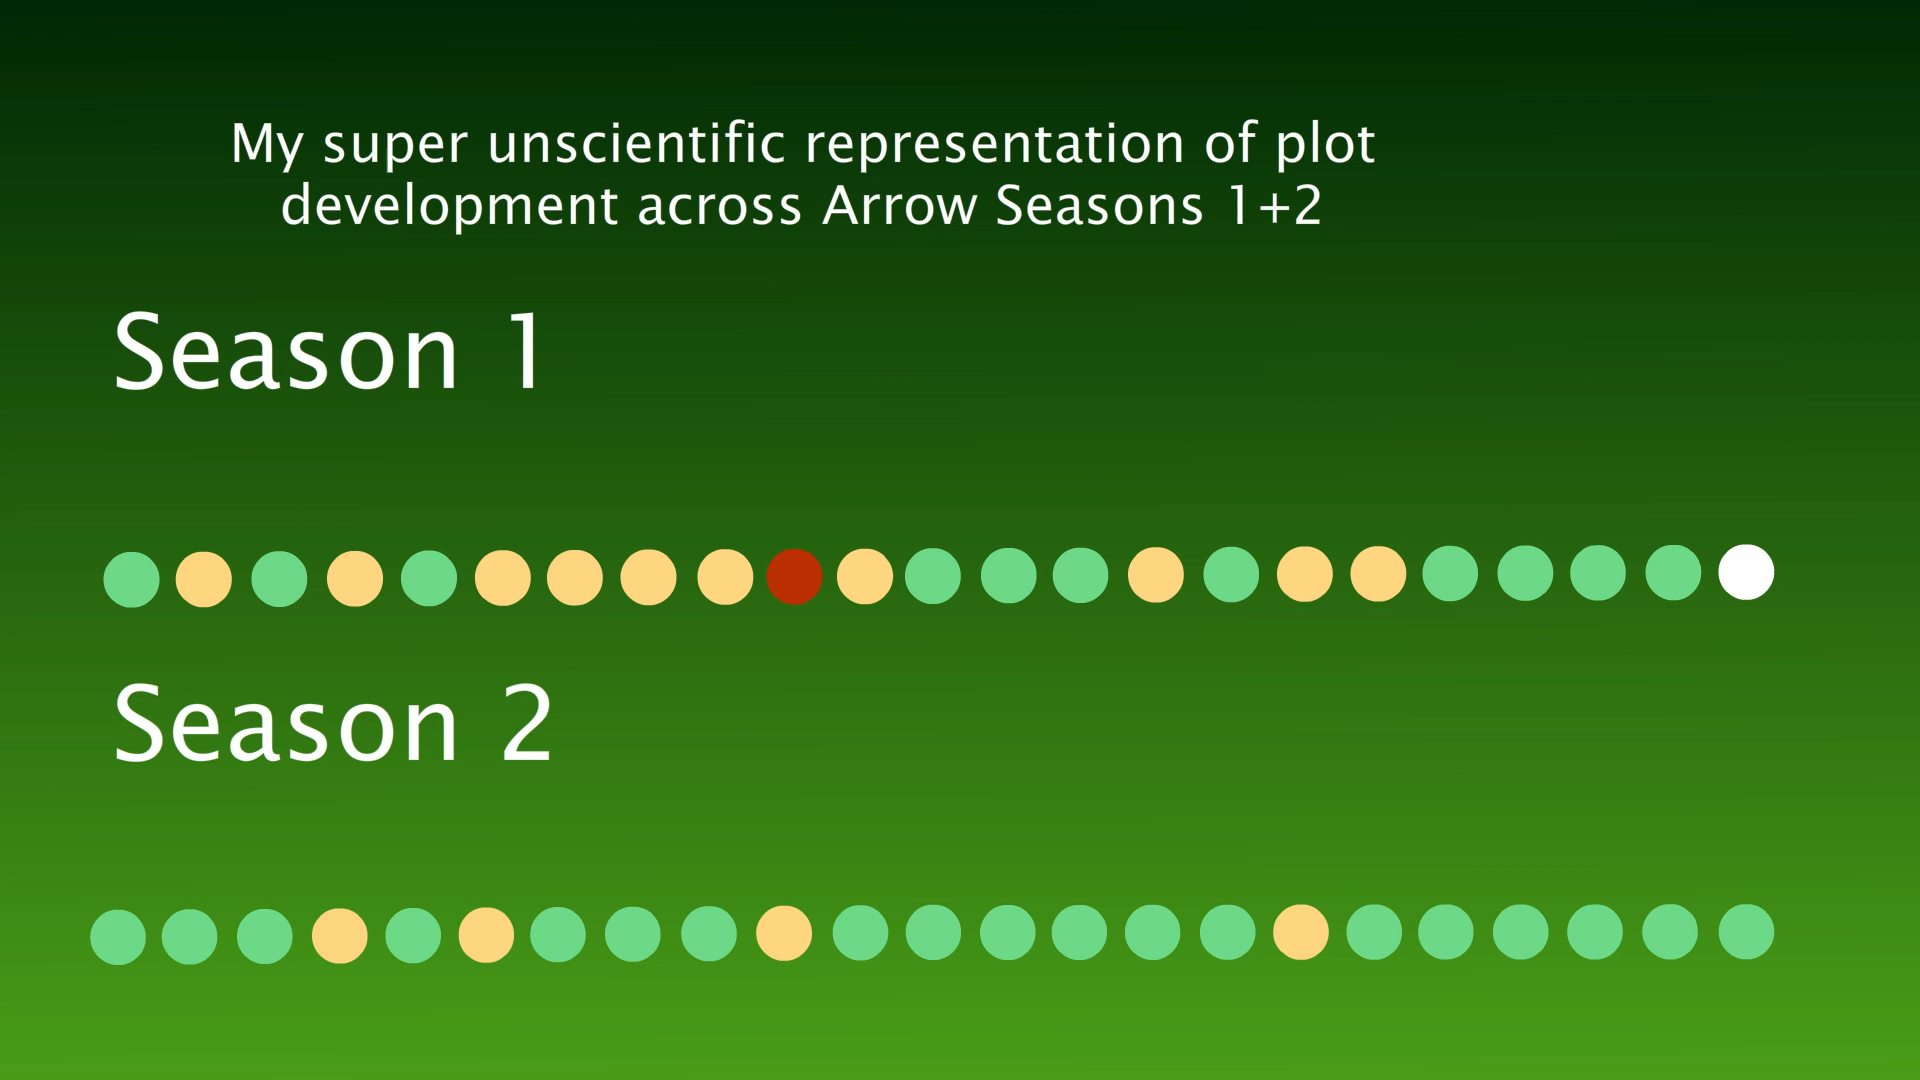 My super unscientific representation of plot
development across Arrow Seasons 1+2
Season 1
Season 2